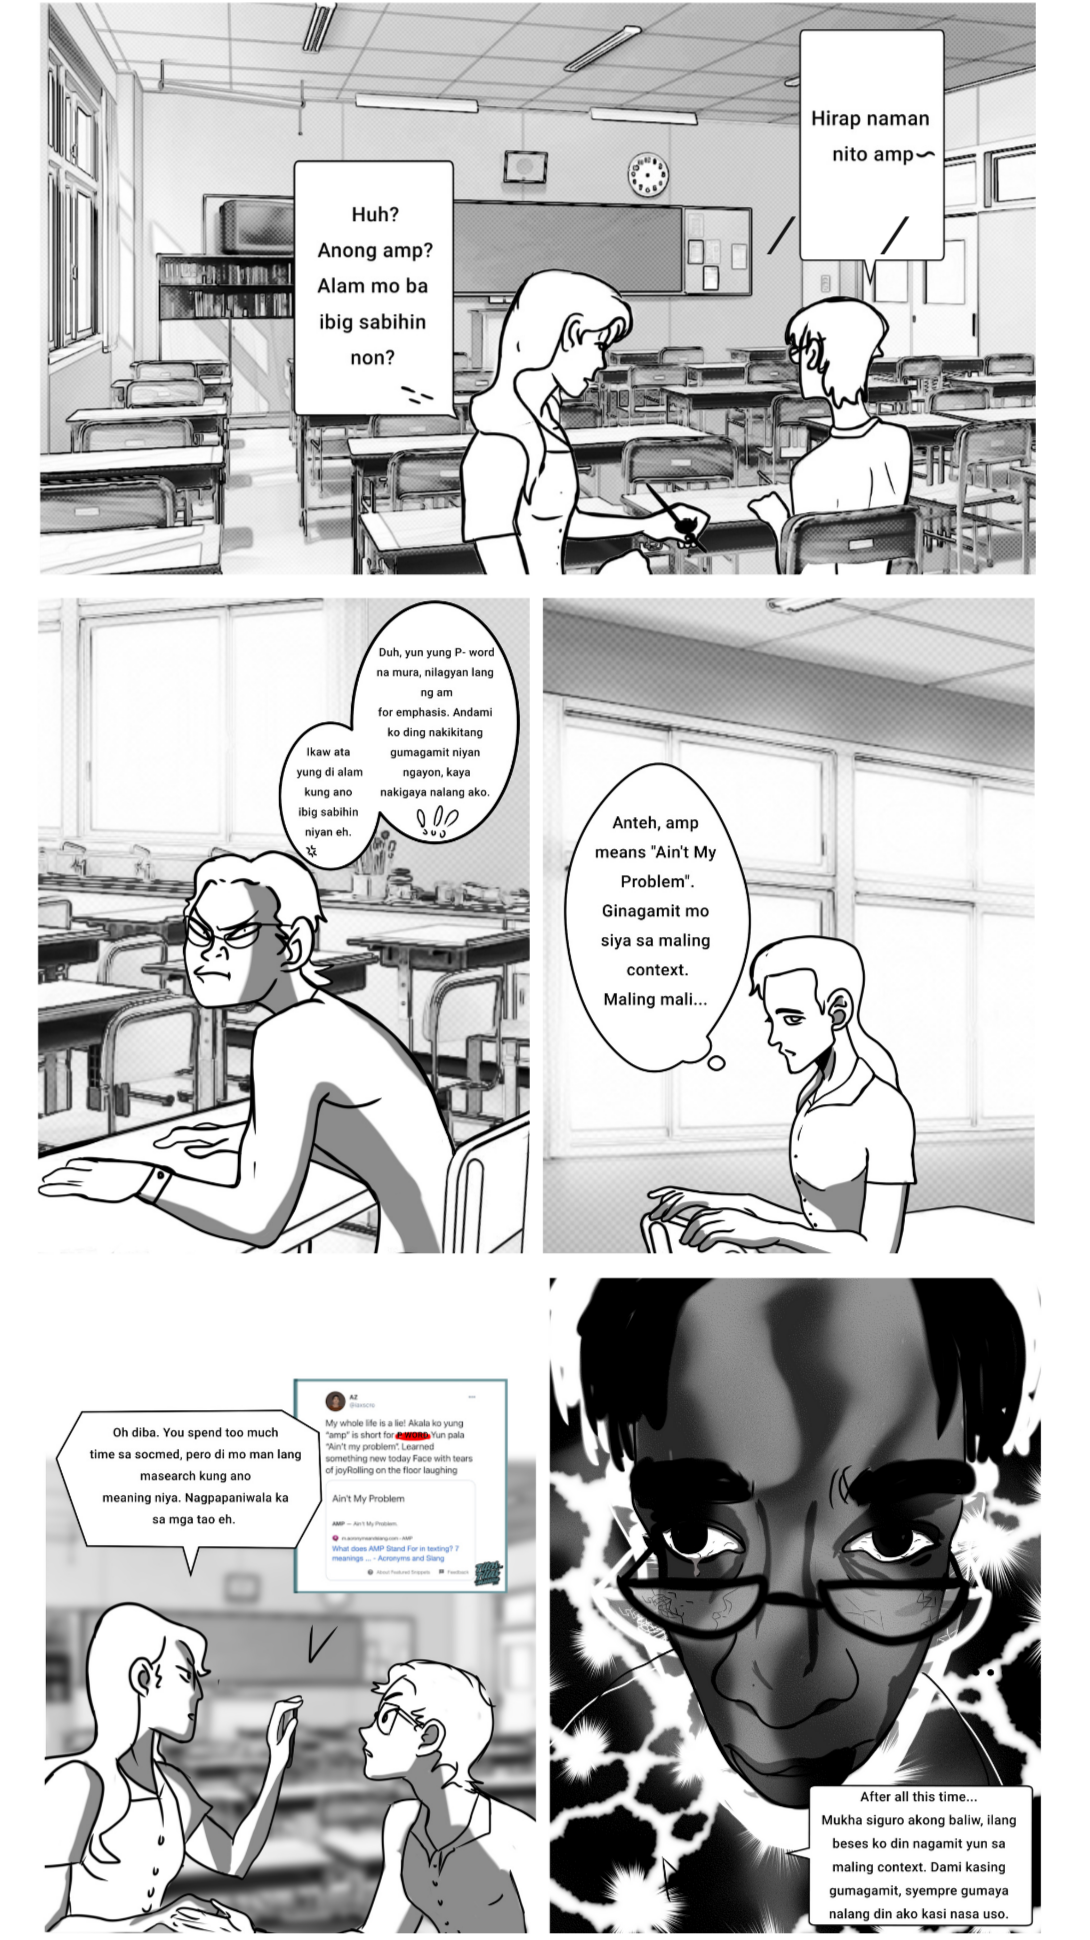 Hirap naman
nito amp~
Huh?
Anong amp?
Alam mo ba
ibig sabihin
non?
Duh, yun yung P- word
na mura, nilagyan lang
ng am
for emphasis. Andami
ko ding nakikitang
gumagamit niyan
ngayon, kaya
nakigaya nalang ako.
Ikaw ata
yung di alam
kung ano
ibig sabihin
niyan eh.
Anteh, amp
means "Ain't My
Problem".
Ginagamit mo
siya sa maling
context.
Maling mali...
Oh diba. You spend too much
time sa socmed, pero di mo man lang
masearch kung ano
meaning niya. Nagpapaniwala ka
sa mga tao eh.
AZ
My whole life is a lie! Akala ko yung
"amp" is short for P WORD Yun pala
"Ain't my problem". Learned
something new today Face with tears
of joyRolling on the floor laughing
Ain't My Problem
AMP — Ain't My Problem.
What does AMP Stand For in texting? 7
meanings ... - Acronyms and Slang
About Featured Snippets
Feedback
After all this time...
Mukha siguro akong baliw, ilang
beses ko din nagamit yun sa
maling context. Dami kasing
gumagamit, syempre gumaya
nalang din ako kasi nasa uso.